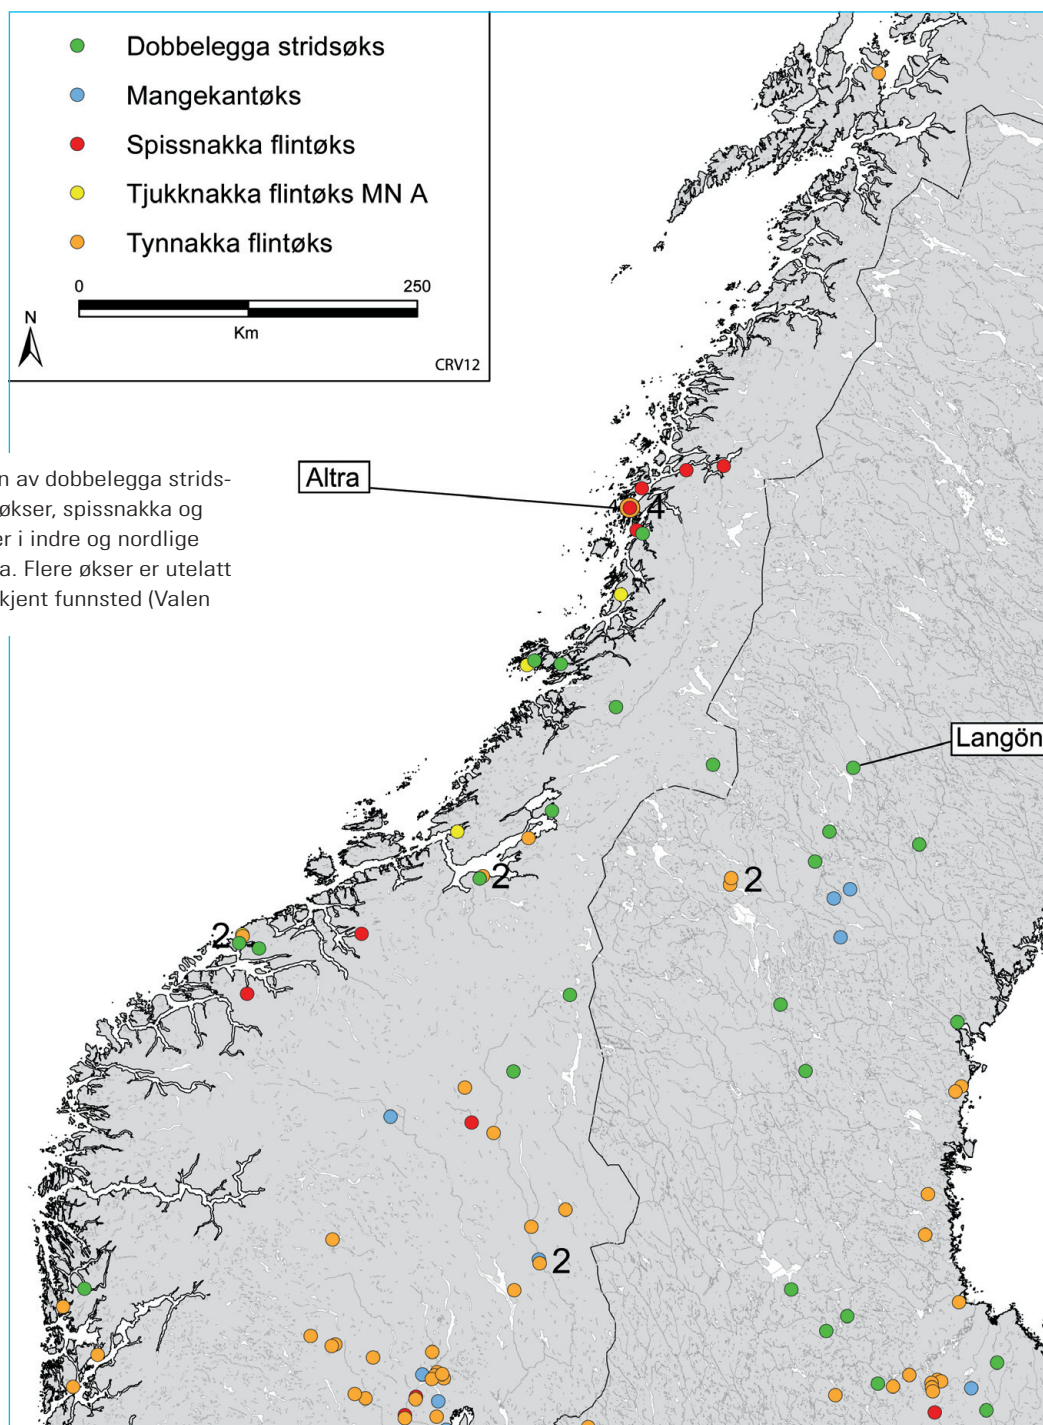 Dobbelegga stridsøks
Mangekantøks
Spissnakka flintøks
Tjukknakka flintøks MN A
Tynnakka flintøks
0 250
Km
N
CRV12
n av dobbelegga strids-
økser, spissnakka og
er i indre og nordlige
a. Flere økser er utelatt
kjent funnsted (Valen
Altra
4 4
Langön
2
2
2
2